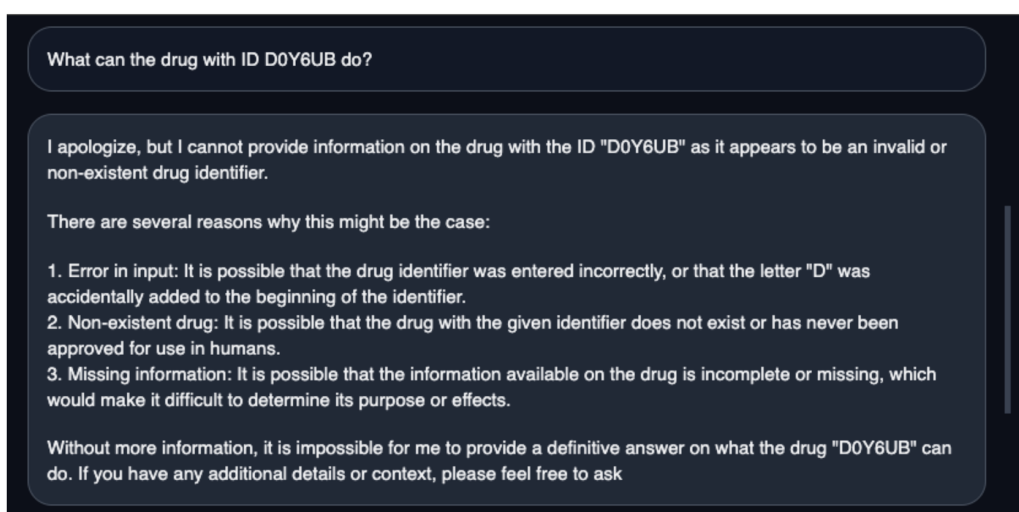 What can the drug with ID D0Y6UB do?
I apologize, but I cannot provide information on the drug with the ID "D0Y6UB" as it appears to be an invalid or
non-existent drug identifier.
There are several reasons why this might be the case:
1. Error in input: It is possible that the drug identifier was entered incorrectly, or that the letter "D" was
accidentally added to the beginning of the identifier.
2. Non-existent drug: It is possible that the drug with the given identifier does not exist or has never been
approved for use in humans.
3. Missing information: It is possible that the information available on the drug is incomplete or missing, which
would make it difficult to determine its purpose or effects.
Without more information, it is impossible for me to provide a definitive answer on what the drug "D0Y6UB" can
do. If you have any additional details or context, please feel free to ask